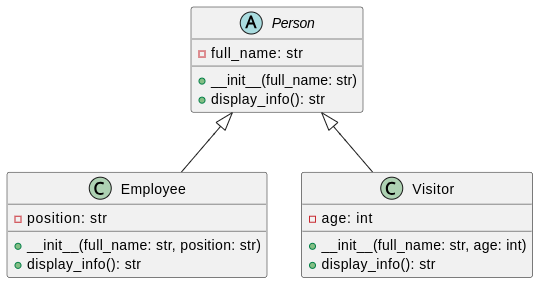 A Person
full_name: str
__init__(full_name: str)
display_info(): str
C Employee
position: str
__init__(full_name: str, position: str)
display_info(): str
C Visitor
age: int
__init__(full_name: str, age: int)
display_info(): str